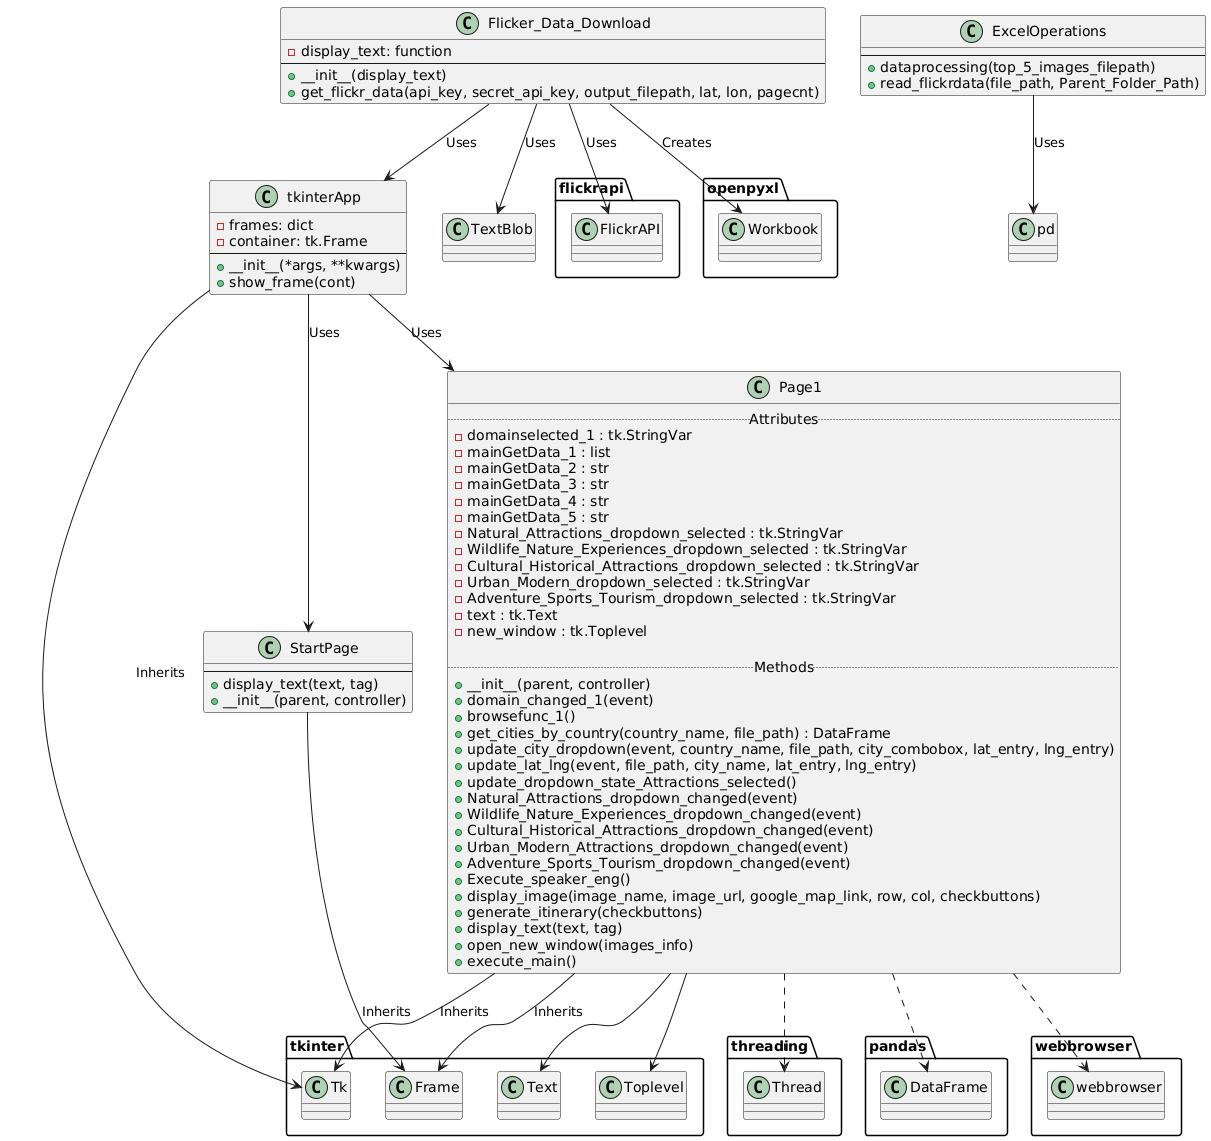 C Flicker_Data_Download
display_text: function
__init__(display_text)
get_flickr_data(api_key, secret_api_key, output_filepath, lat, lon, pagecnt)
C ExcelOperations
dataprocessing(top_5_images_filepath)
read_flickrdata(file_path, Parent_Folder_Path)
Uses
Uses
Uses
Creates
Uses
C tkinterApp
frames: dict
container: tk.Frame
__init__(*args, **kwargs)
show_frame(cont)
C TextBlob
flickrapi
C FlickrAPI
openpyxl
C Workbook
C pd
Uses
Uses
C Page1
Attributes
domainselected_1 : tk.StringVar
mainGetData_1 : list
mainGetData_2 : str
mainGetData_3 : str
mainGetData_4 : str
mainGetData_5 : str
Natural_Attractions_dropdown_selected : tk.StringVar
Wildlife_Nature_Experiences_dropdown_selected : tk.StringVar
Cultural_Historical_Attractions_dropdown_selected : tk.StringVar
Urban_Modern_dropdown_selected : tk.StringVar
Adventure_Sports_Tourism_dropdown_selected : tk.StringVar
text : tk.Text
new_window : tk.Toplevel
Methods
__init__(parent, controller)
domain_changed_1(event)
browsefunc_1()
get_cities_by_country(country_name, file_path) : DataFrame
update_city_dropdown(event, country_name, file_path, city_combobox, lat_entry, lng_entry)
update_lat_lng(event, file_path, city_name, lat_entry, lng_entry)
update_dropdown_state_Attractions_selected()
Natural_Attractions_dropdown_changed(event)
Wildlife_Nature_Experiences_dropdown_changed(event)
Cultural_Historical_Attractions_dropdown_changed(event)
Urban_Modern_Attractions_dropdown_changed(event)
Adventure_Sports_Tourism_dropdown_changed(event)
Execute_speaker_eng()
display_image(image_name, image_url, google_map_link, row, col, checkbuttons)
generate_itinerary(checkbuttons)
display_text(text, tag)
open_new_window(images_info)
execute_main()
C StartPage
display_text(text, tag)
__init__(parent, controller)
Inherits
Inherits
Inherits
Inherits
tkinter
C Tk
C Frame
C Text
C Toplevel
threading
C Thread
pandas
C DataFrame
webbrowser
C webbrowser